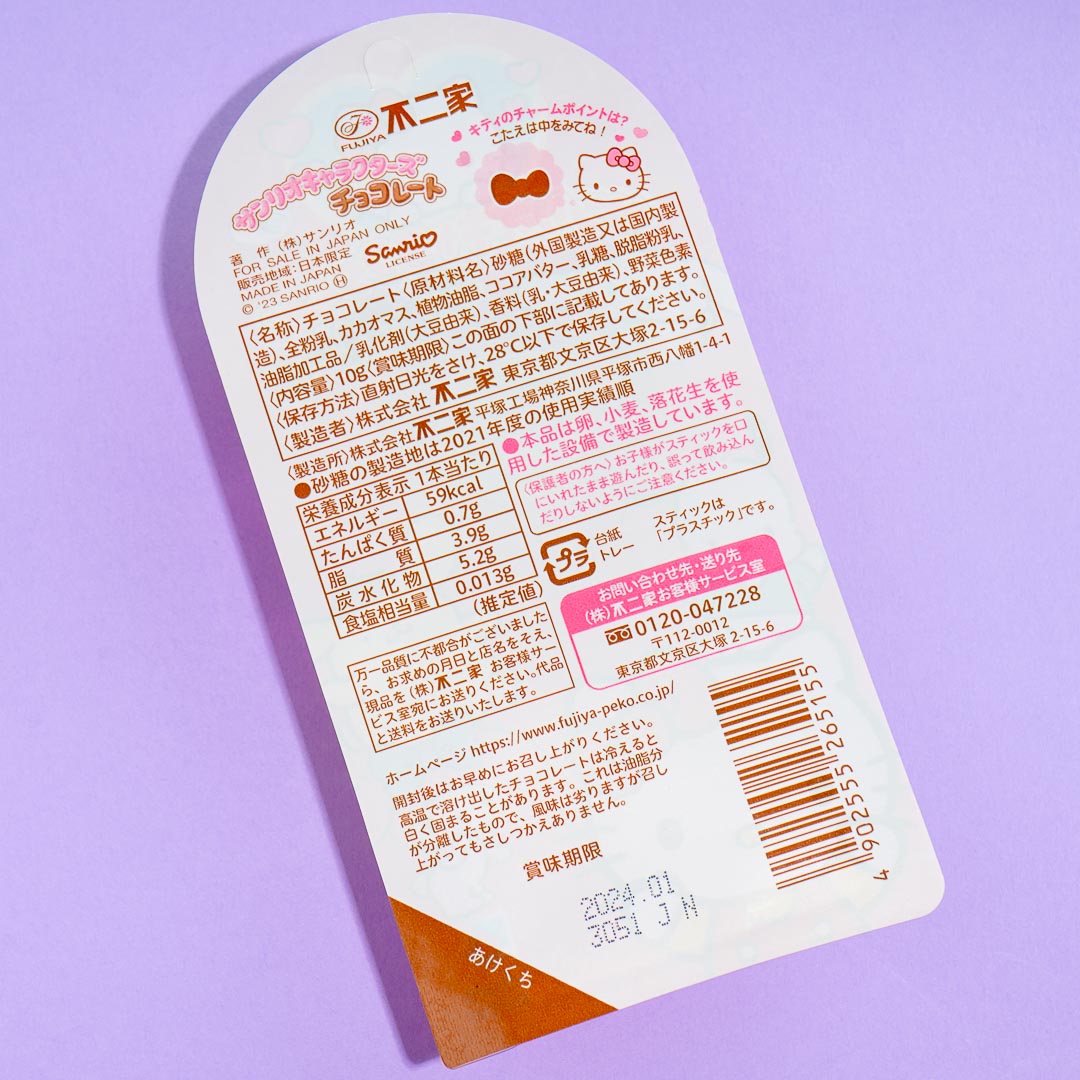 FUJIYA 不二家
サンリオキャラクターズ
チョコレート
キティのチャームポイントは?
こたえは中をみてね!
著 作 (株)サンリオ
FOR SALE IN JAPAN ONLY
販売地域:日本限定
MADE IN JAPAN
© '23 SANRIO Ⓗ
Sanrio
LICENSE
〈名称〉チョコレート〈原材料名〉砂糖(外国製造又は国内製
造)、全粉乳、カカオマス、植物油脂、ココアバター、乳糖、脱脂粉乳、
油脂加工品/乳化剤(大豆由来)、香料(乳・大豆由来)、野菜色素
〈内容量〉10g〈賞味期限〉この面の下部に記載してあります。
〈保存方法〉直射日光をさけ、28°C以下で保存してください。
〈製造者〉株式会社 不二家 東京都文京区大塚2-15-6
〈製造所〉株式会社不二家 平塚工場神奈川県平塚市西八幡1-4-1
●砂糖の製造地は2021年度の使用実績順
栄養成分表示 1本当たり
エネルギー 59kcal
たんぱく質 0.7g
脂質 3.9g
炭水化物 5.2g
食塩相当量 0.013g
(推定値)
●本品は卵、小麦、落花生を使
用した設備で製造しています。
〈保護者の方へ〉お子様がスティックを口
にいれたまま遊んだり、誤って飲み込ん
だりしないようにご注意ください。
プラ
台紙
トレー
スティックは
「プラスチック」です。
お問い合わせ先・送り先
(株)不二家お客様サービス室
0120-047228
〒112-0012
東京都文京区大塚 2-15-6
万一品質に不都合がございました
ら、お求めの月日と店名をそえ、
現品を (株)不二家 お客様サー
ビス室宛にお送りください。代品
と送料をお送りいたします。
ホームページ https://www.fujiya-peko.co.jp/
開封後はお早めにお召し上がりください。
高温で溶け出したチョコレートは冷えると
白く固まることがあります。これは油脂分
が分離したもので、風味は劣りますが召し
上がってもさしつかえありません。
4 902555 265155
賞味期限
2024.01
3051 J N
あけくち